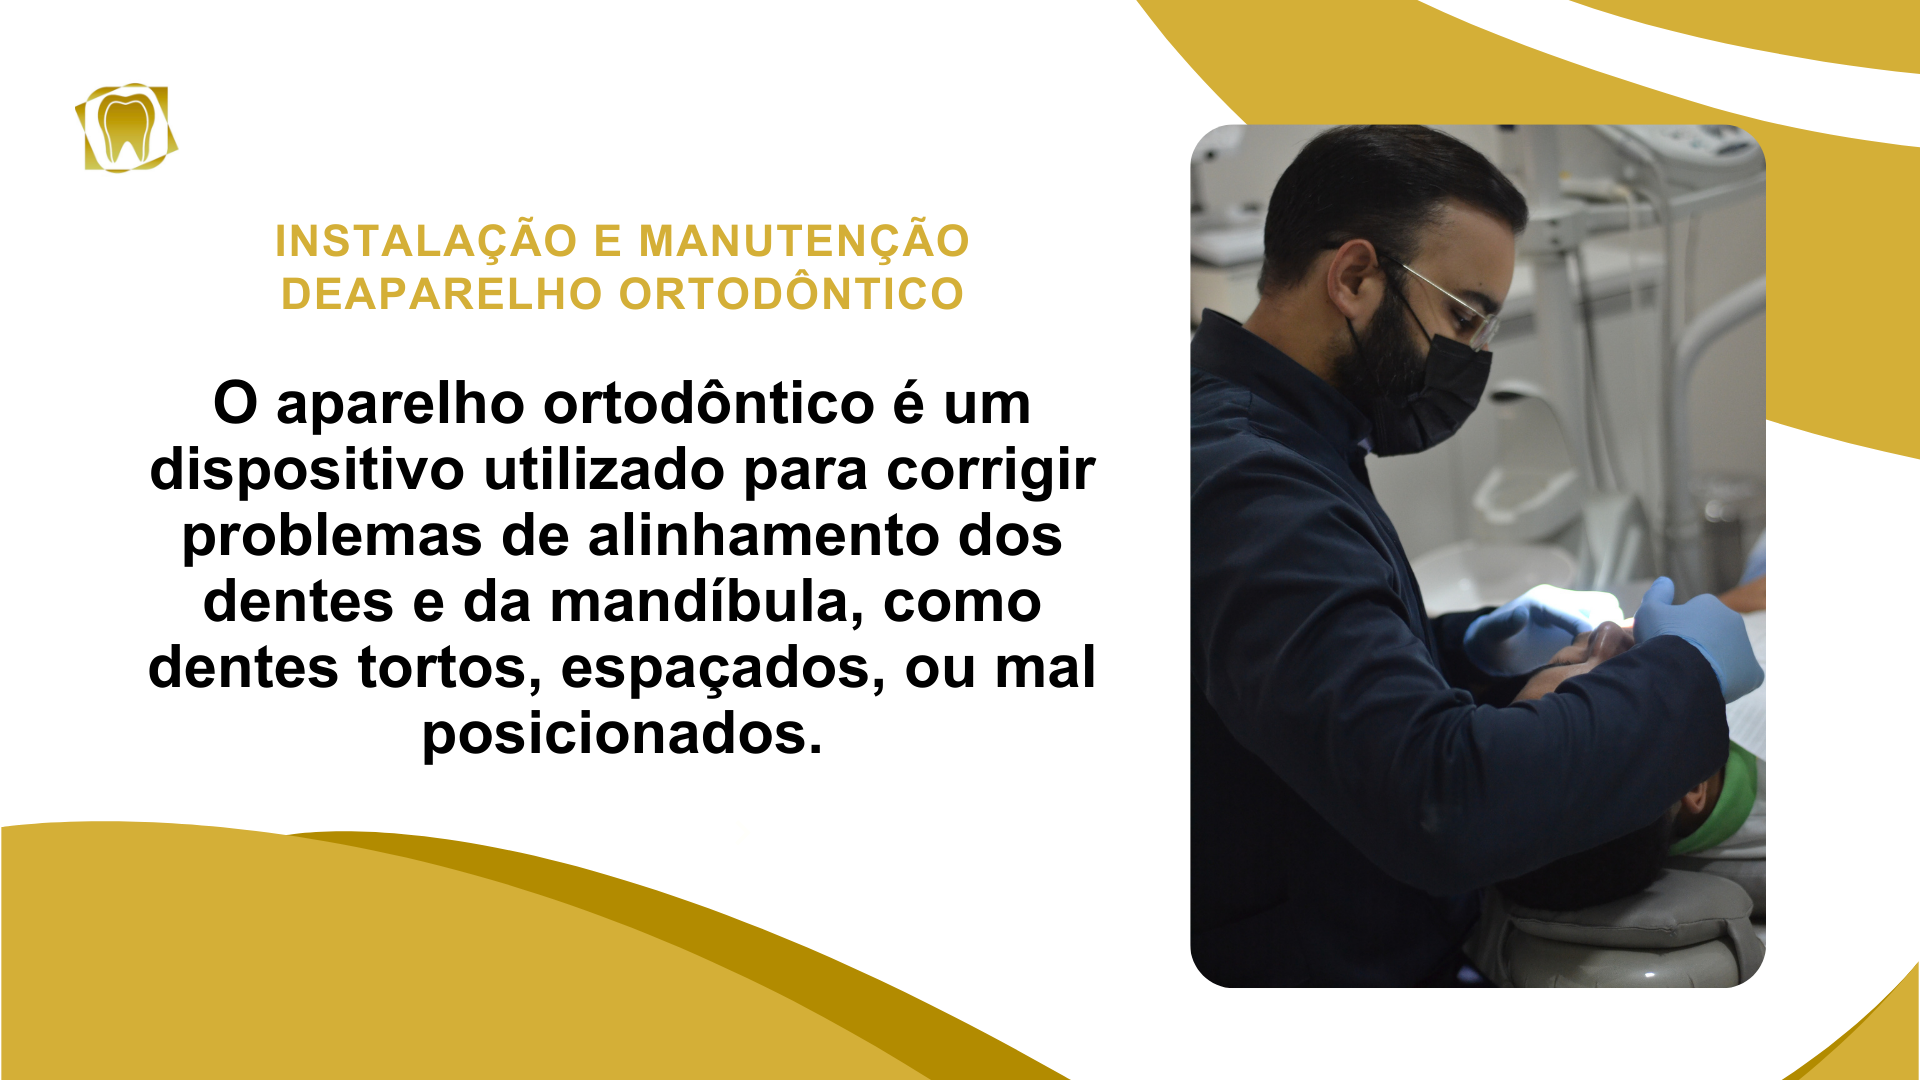 INSTALAÇÃO E MANUTENÇÃO
DEAPARELHO ORTODÔNTICO
O aparelho ortodôntico é um
dispositivo utilizado para corrigir
problemas de alinhamento dos
dentes e da mandíbula, como
dentes tortos, espaçados, ou mal
posicionados.